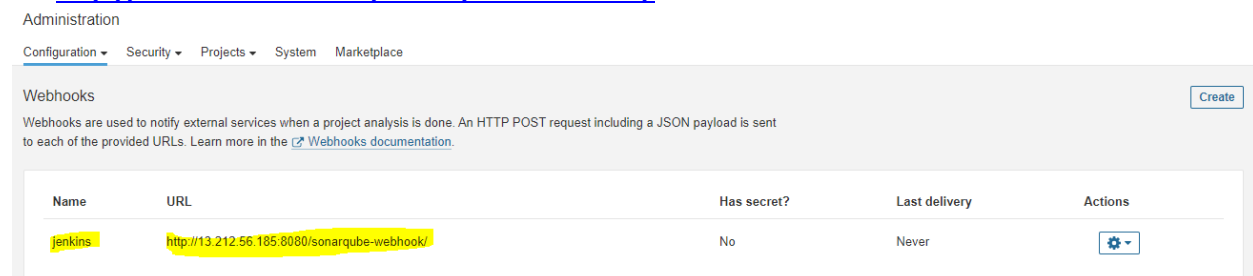 Administration
Configuration Security Projects System Marketplace
Webhooks
Create
Webhooks are used to notify external services when a project analysis is done. An HTTP POST request including a JSON payload is sent
to each of the provided URLs. Learn more in the Webhooks documentation.
Name URL Has secret? Last delivery Actions
jenkins http://13.212.56.185:8080/sonarqube-webhook/ No Never